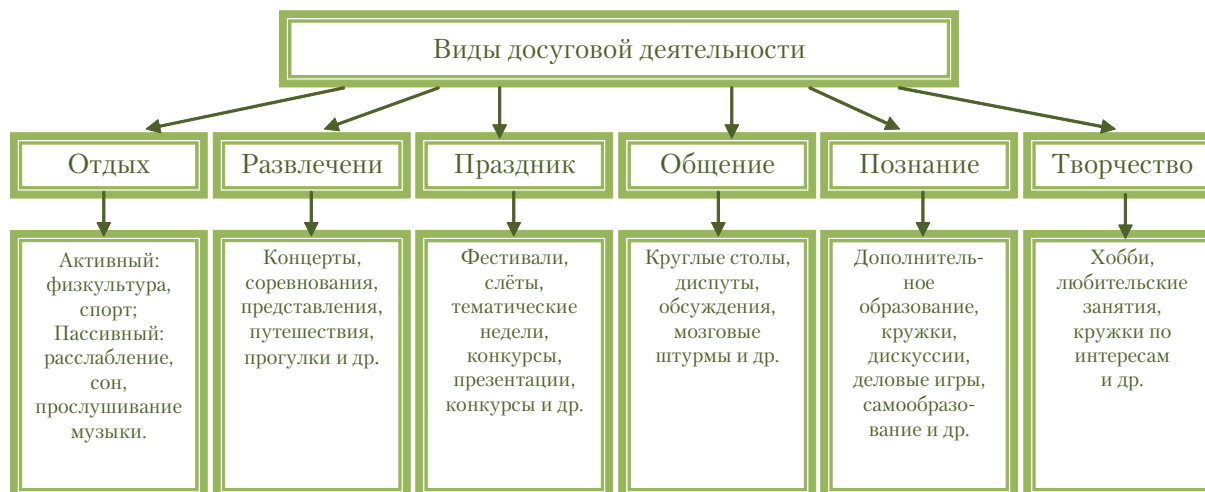 Виды досуговой деятельности
Отдых
Развлечени
Праздник
Общение
Познание
Творчество
Активный:
физкультура,
спорт;
Пассивный:
расслабление,
сон,
прослушивание
музыки.
Концерты,
соревнования,
представления,
путешествия,
прогулки и др.
Фестивали,
слёты,
тематические
недели,
конкурсы,
презентации,
конкурсы и др.
Круглые столы,
диспуты,
обсуждения,
мозговые
штурмы и др.
Дополнитель-
ное
образование,
кружки,
дискуссии,
деловые игры,
самообразо-
вание и др.
Хобби,
любительские
занятия,
кружки по
интересам
и др.